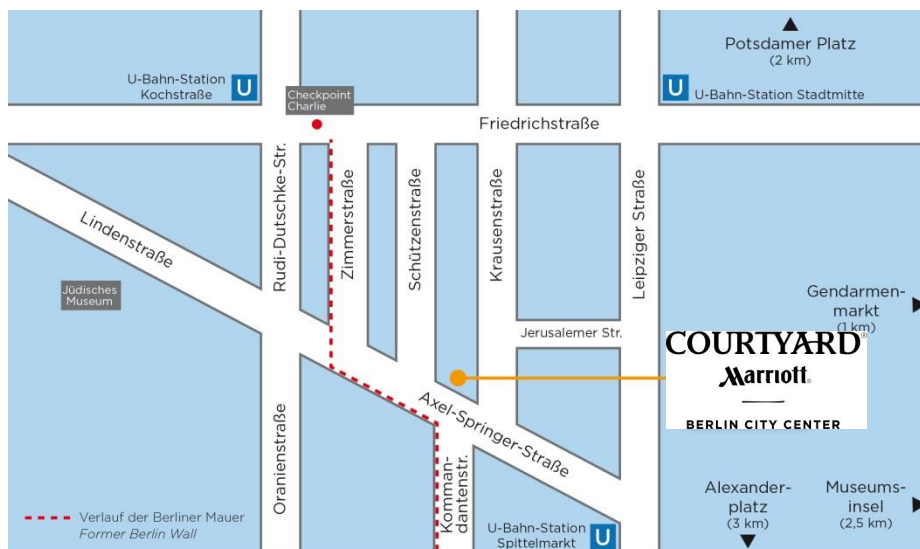 Potsdamer Platz
(2 km)
U-Bahn-Station
Kochstraße
U
Checkpoint
Charlie
U
U-Bahn-Station Stadtmitte
Friedrichstraße
Lindenstraße
Rudi-Dutschke-Str.
Zimmerstraße
Schützenstraße
Krausenstraße
Leipziger Straße
Jüdisches
Museum
Gendarmen-
markt
(1 km)
Jerusalemer Str.
COURTYARD®
Marriott®
BERLIN CITY CENTER
Axel-Springer-Straße
Oranienstraße
Komman-
dantenstr.
Alexander-
platz
(3 km)
Museums-
insel
(2,5 km)
Verlauf der Berliner Mauer
Former Berlin Wall
U-Bahn-Station
Spittelmarkt
U